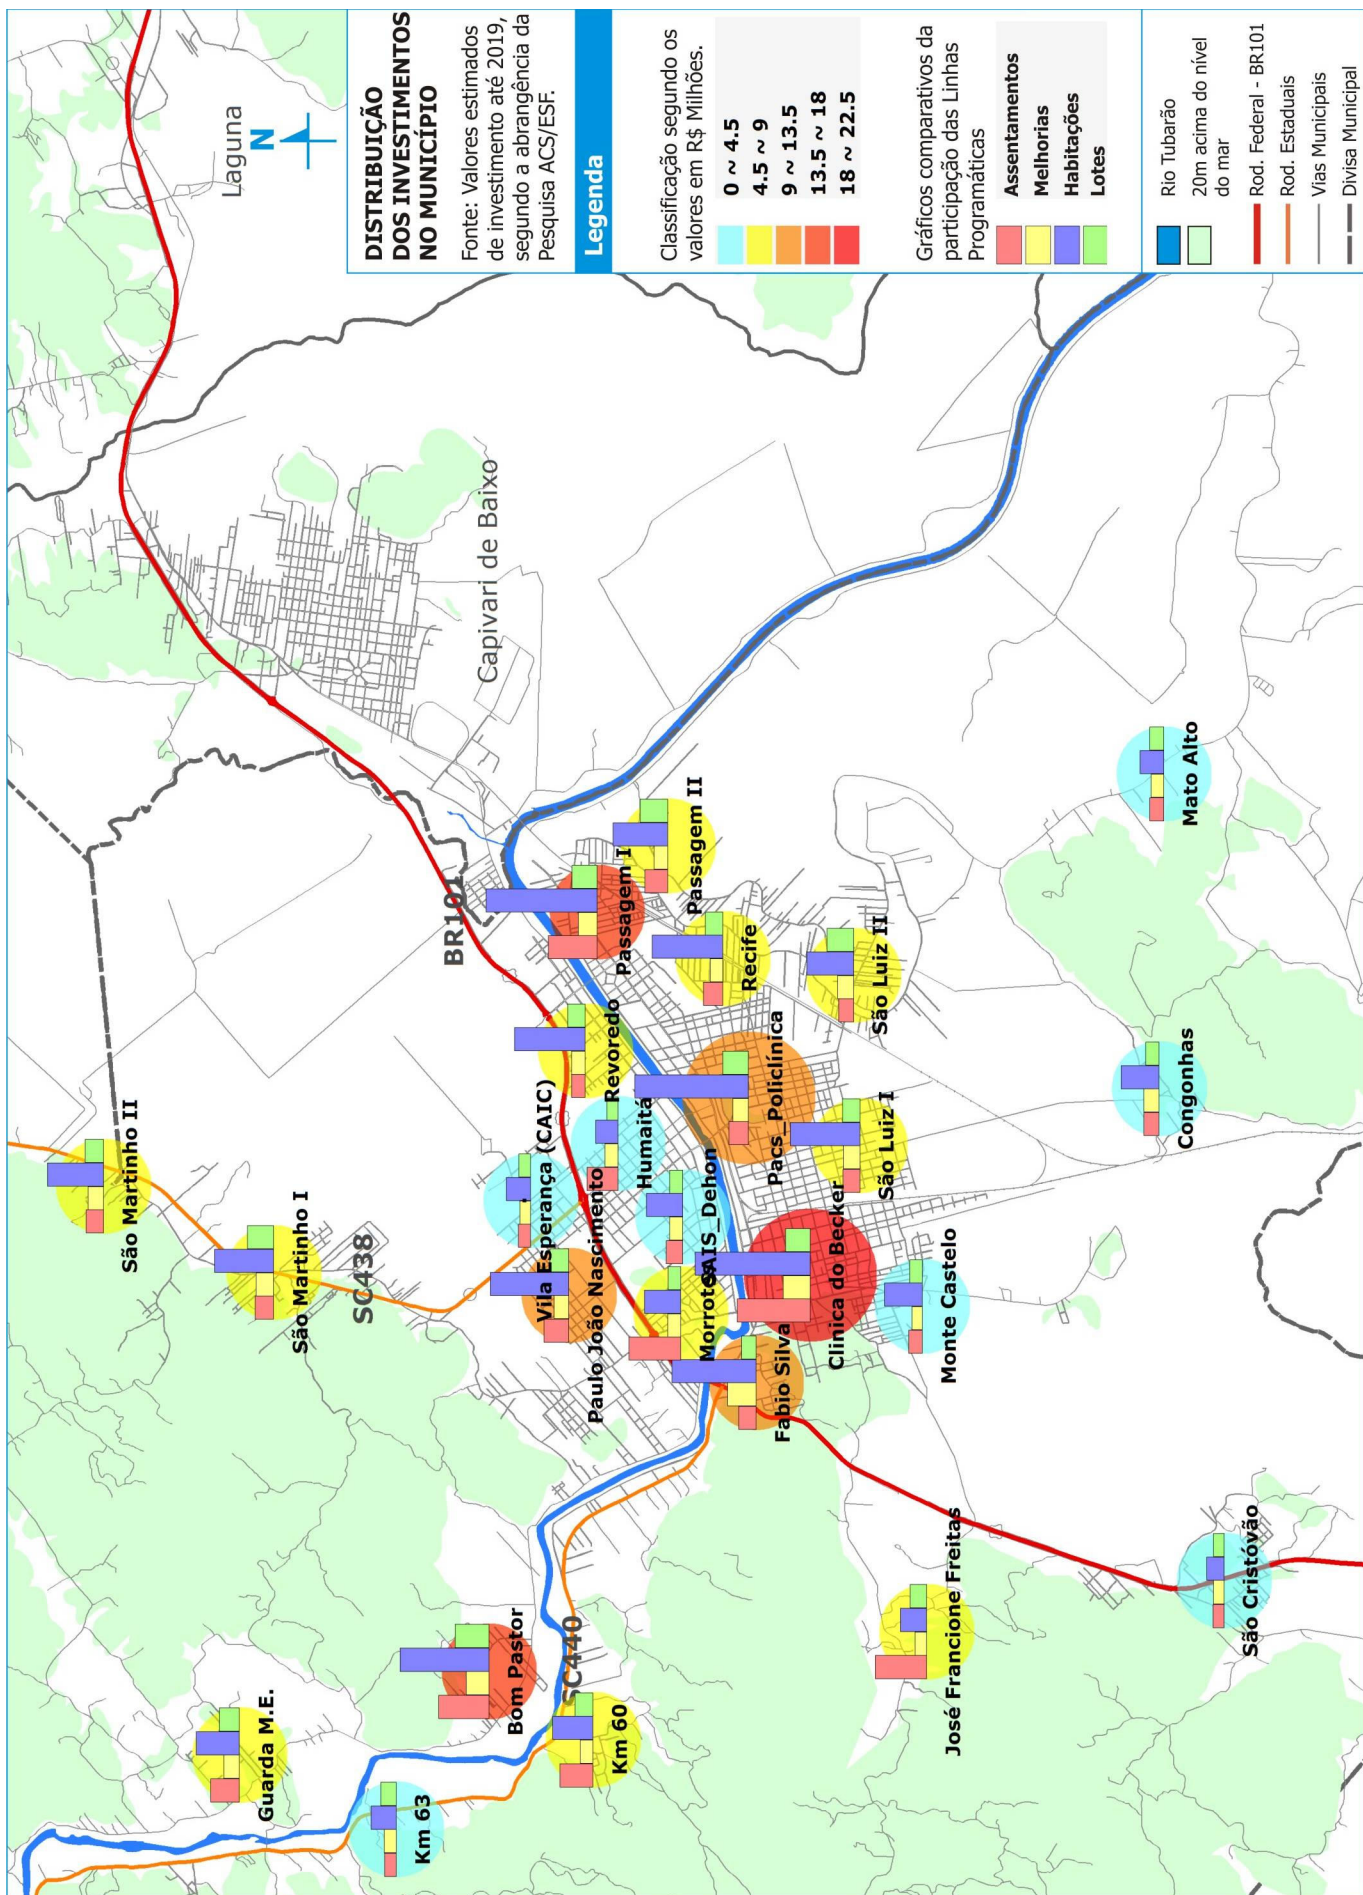 DISTRIBUIÇÃO
DOS INVESTIMENTOS
NO MUNICÍPIO
Fonte: Valores estimados
de investimento até 2019,
segundo a abrangência da
Pesquisa ACS/ESF.
Legenda
Classificação segundo os
valores em R$ Milhões.
0 ~ 4.5
4.5 ~ 9
9 ~ 13.5
13.5 ~ 18
18 ~ 22.5
Gráficos comparativos da
participação das Linhas
Programáticas
Assentamentos
Melhorias
Habitações
Lotes
Rio Tubarão
20m acima do nível
do mar
Rod. Federal - BR101
Rod. Estaduais
Vias Municipais
Divisa Municipal
Laguna
N
Capivari de Baixo
BR101
SC438
SC440
São Martinho II
São Martinho I
Guarda M.E.
Km 63
Bom Pastor
Km 60
Vila Esperança (CAIC)
Paulo João Nascimento
Revoredo
Humaitá
SAIS_Dehon
Morrotes
Fabio Silva
Passagem I
Passagem II
Recife
São Luiz II
Pacs_Policlínica
São Luiz I
Clinica do Becker
Monte Castelo
José Francione Freitas
São Cristóvão
Congonhas
Mato Alto